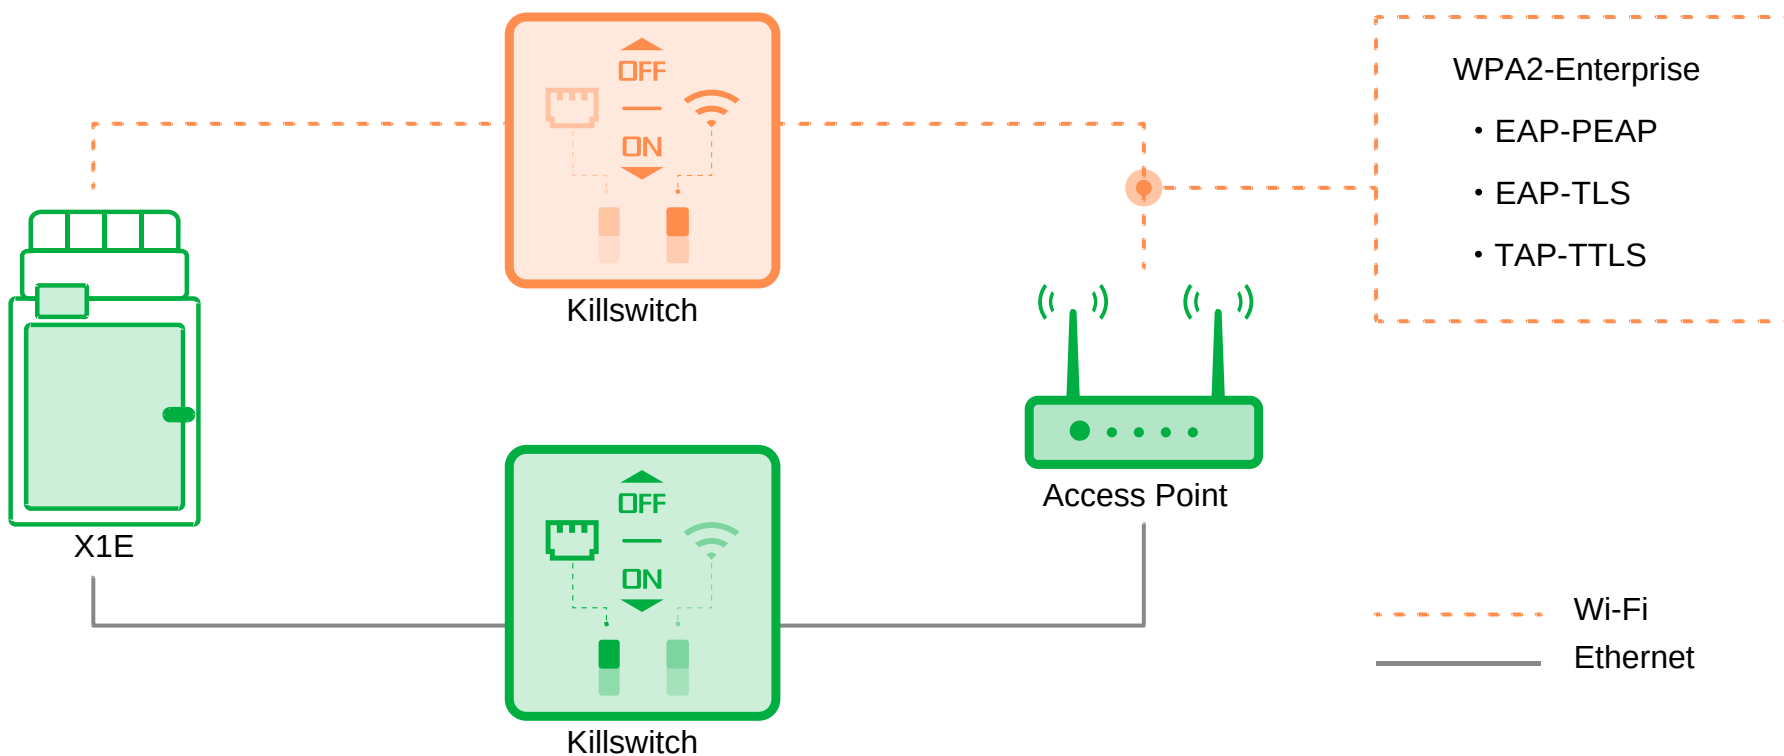 OFF
ON
Killswitch
WPA2-Enterprise
・EAP-PEAP
・EAP-TLS
・TAP-TTLS
X1E
Access Point
OFF
ON
Killswitch
Wi-Fi
Ethernet